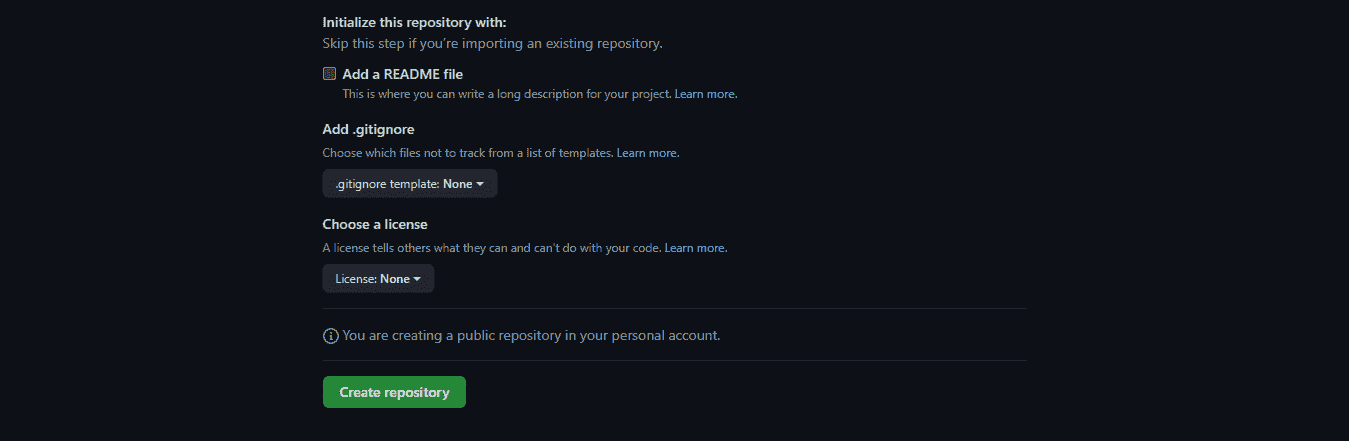 Initialize this repository with:
Skip this step if you’re importing an existing repository.
Add a README file
This is where you can write a long description for your project. Learn more.
Add .gitignore
Choose which files not to track from a list of templates. Learn more.
.gitignore template: None
Choose a license
A license tells others what they can and can't do with your code. Learn more.
License: None
You are creating a public repository in your personal account.
Create repository